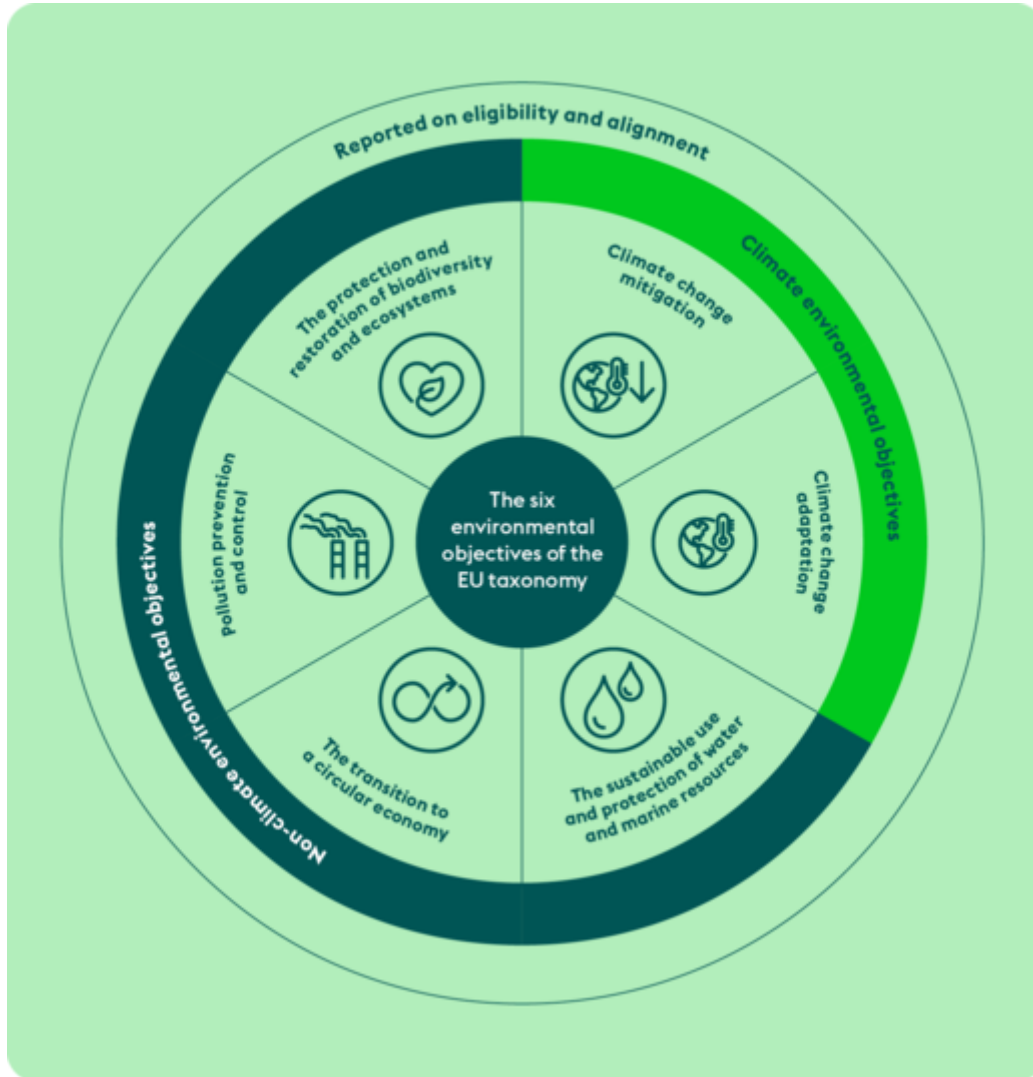 Reported on eligibility and alignment
Climate environmental objectives
Climate change
mitigation
Climate change
adaptation
The sustainable use
and protection of water
and marine resources
The transition to
a circular economy
Pollution prevention
and control
The protection and
restoration of biodiversity
and ecosystems
Non-climate environmental objectives
The six
environmental
objectives of the
EU taxonomy